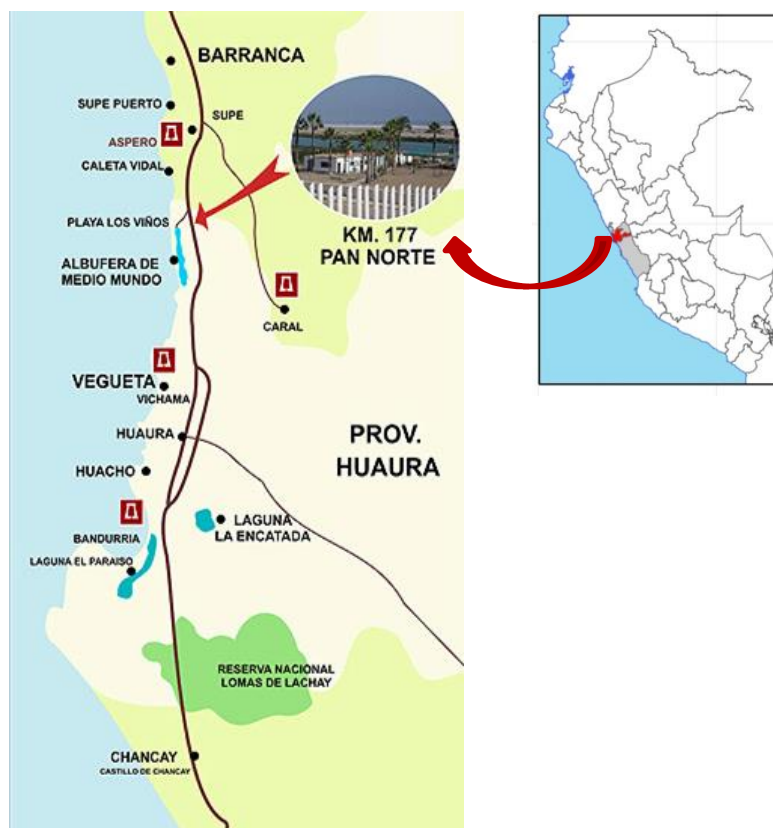 BARRANCA
SUPE PUERTO
SUPE
ASPERO
CALETA VIDAL
PLAYA LOS VIÑOS
KM. 177
PAN NORTE
ALBUFERA DE
MEDIO MUNDO
CARAL
VEGUETA
VICHAMA
HUAURA
PROV.
HUAURA
HUACHO
LAGUNA
LA ENCATADA
BANDURRIA
LAGUNA EL PARAISO
RESERVA NACIONAL
LOMAS DE LACHAY
CHANCAY
CASTILLO DE CHANCAY